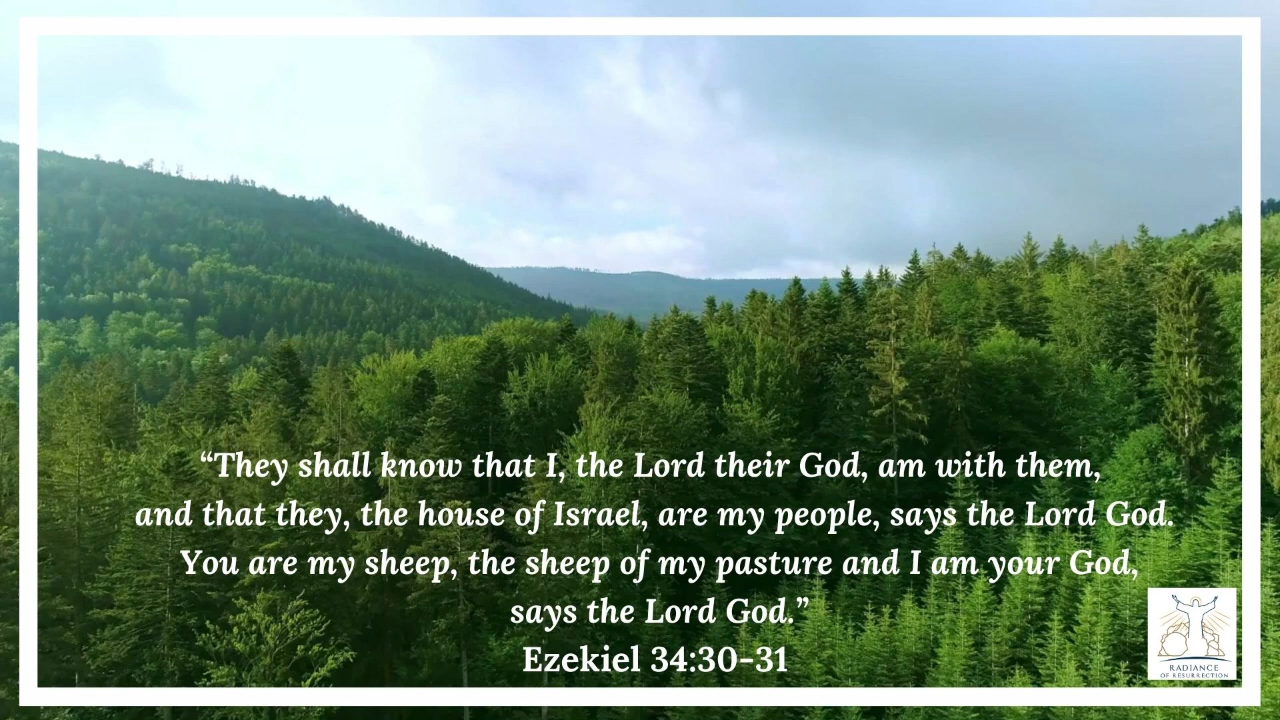 “They shall know that I, the Lord their God, am with them,
and that they, the house of Israel, are my people, says the Lord God.
You are my sheep, the sheep of my pasture and I am your God,
says the Lord God.”
Ezekiel 34:30-31
RADIANCE
OF RESURRECTION